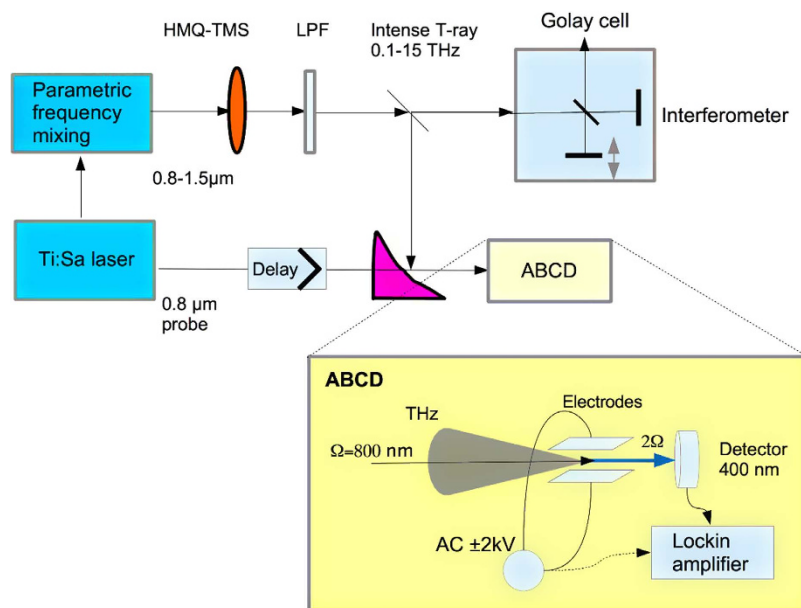 HMQ-TMS
LPF
Intense T-ray
0.1-15 THz
Golay cell
Parametric
frequency
mixing
Interferometer
0.8-1.5µm
Ti:Sa laser
Delay
ABCD
0.8 µm
probe
ABCD
THz
Electrodes
Ω=800 nm
2Ω
Detector
400 nm
AC ±2kV
Lockin
amplifier